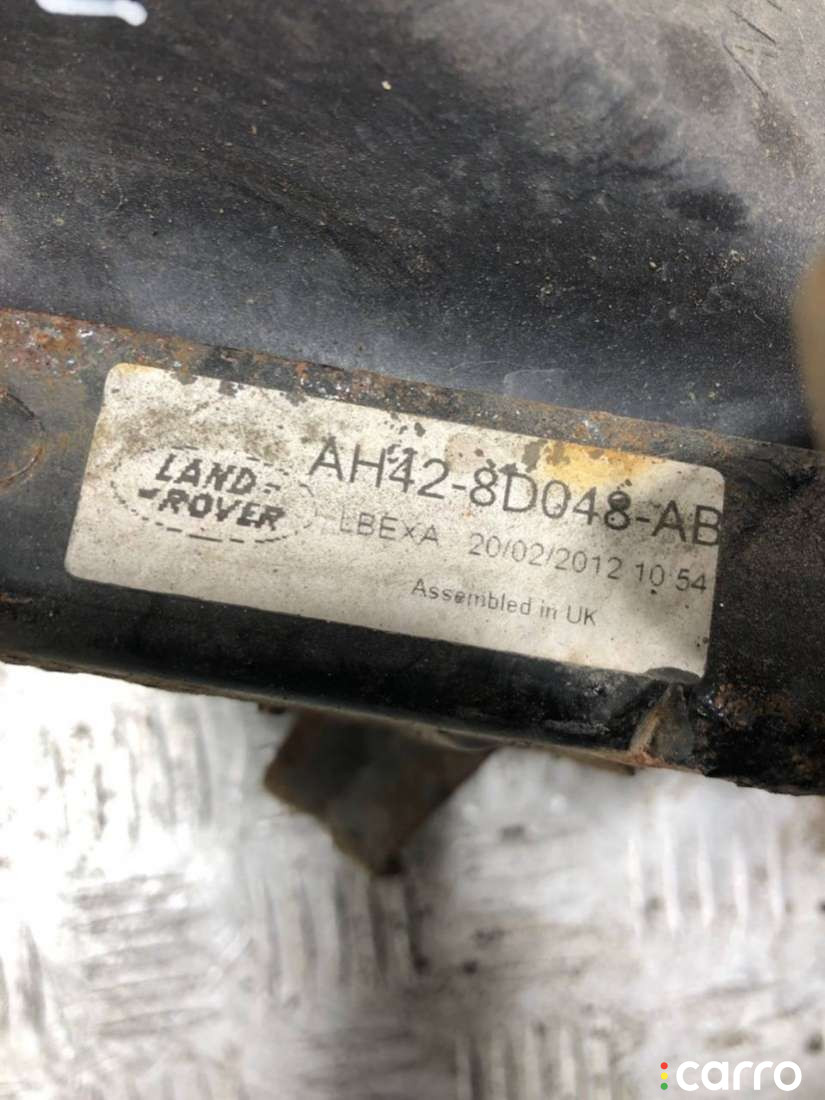 LAND-
-ROVER
AH42-8D048-AB
LBEXA 20/02/2012 10 54
Assembled in UK
carro